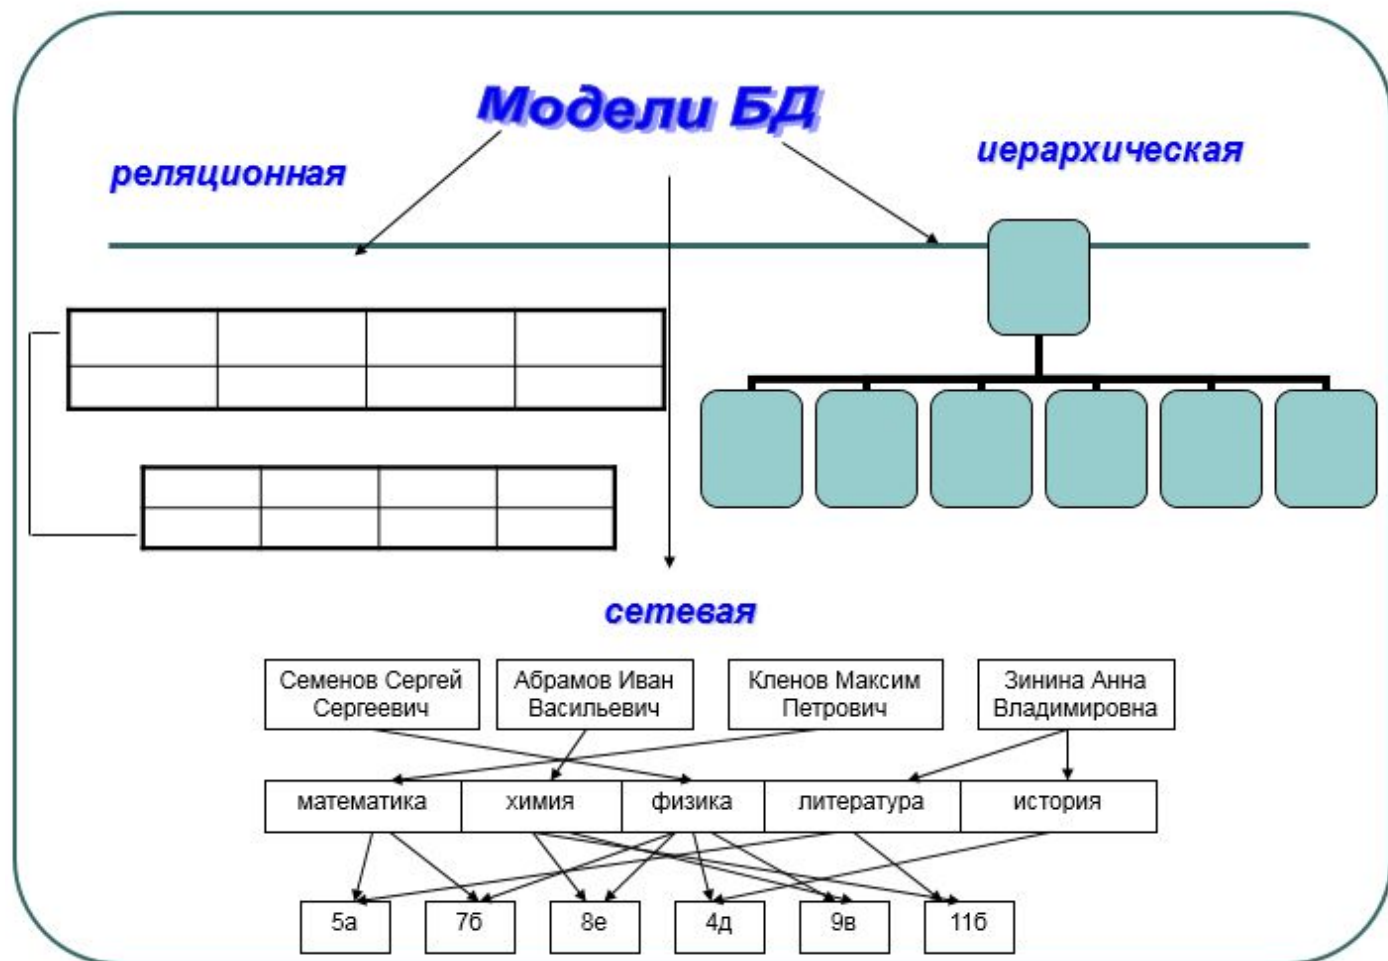 Модели БД
реляционная
иерархическая
сетевая
Семенов Сергей
Сергеевич
Абрамов Иван
Васильевич
Кленов Максим
Петрович
Зинина Анна
Владимировна
математика
химия
физика
литература
история
5а
7б
8е
4д
9в
11б